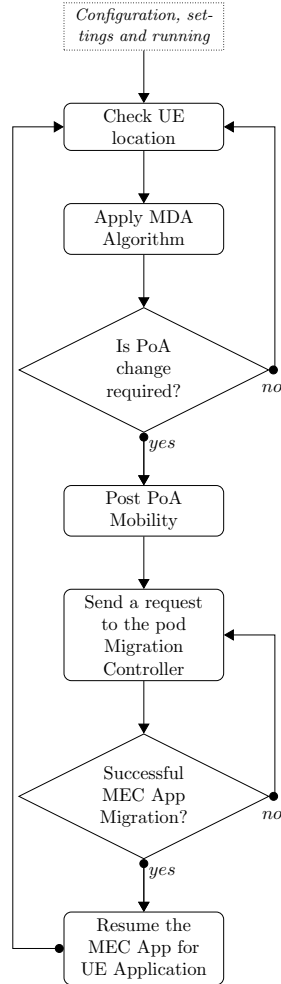 Configuration, set-
tings and running
Check UE
location
Apply MDA
Algorithm
Is PoA
change
required?
no
yes
Post PoA
Mobility
Send a request
to the pod
Migration
Controller
Successful
MEC App
Migration?
no
yes
Resume the
MEC App for
UE Application